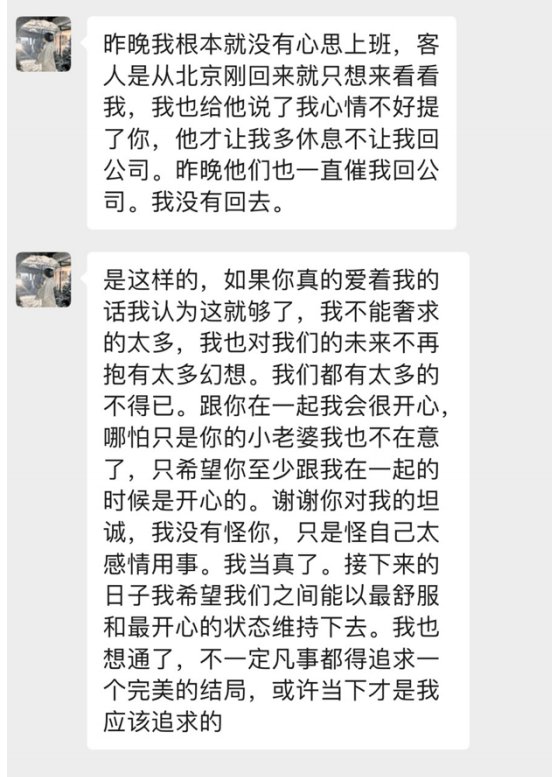 昨晚我根本就没有心思上班，客
人是从北京刚回来就只想来看看
我，我也给他说了我心情不好提
了你，他才让我多休息不让我回
公司。昨晚他们也一直催我回公
司。我没有回去。
是这样的，如果你真的爱着我的
话我认为这就够了，我不能奢求
的太多，我也对我们的未来不再
抱有太多幻想。我们都有太多的
不得已。跟你在一起我会很开心，
哪怕只是你的小老婆我也不在意
了，只希望你至少跟我在一起的
时候是开心的。谢谢你对我的坦
诚，我没有怪你，只是怪自己太
感情用事。我当真了。接下来的
日子我希望我们之间能以最舒服
和最开心的状态维持下去。我也
想通了，不一定凡事都得追求一
个完美的结局，或许当下才是我
应该追求的